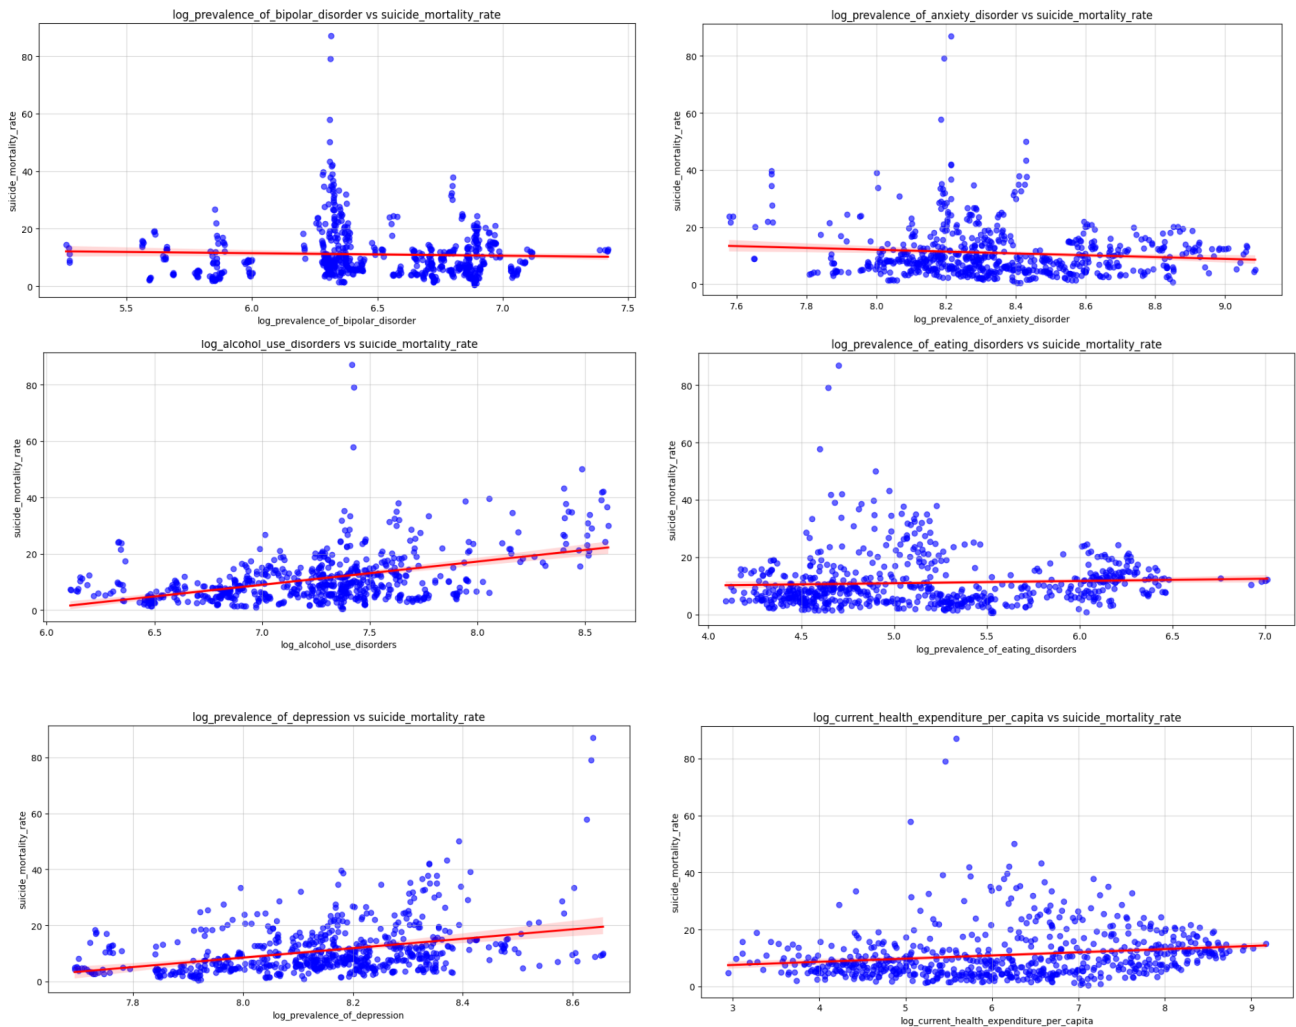 log_prevalence_of_bipolar_disorder vs suicide_mortality_rate
suicide_mortality_rate
80
60
40
20
0
5.5 6.0 6.5 7.0 7.5
log_prevalence_of_bipolar_disorder
log_prevalence_of_anxiety_disorder vs suicide_mortality_rate
suicide_mortality_rate
80
60
40
20
0
7.6 7.8 8.0 8.2 8.4 8.6 8.8 9.0
log_prevalence_of_anxiety_disorder
log_alcohol_use_disorders vs suicide_mortality_rate
suicide_mortality_rate
80
60
40
20
0
6.0 6.5 7.0 7.5 8.0 8.5
log_alcohol_use_disorders
log_prevalence_of_eating_disorders vs suicide_mortality_rate
suicide_mortality_rate
80
60
40
20
0
4.0 4.5 5.0 5.5 6.0 6.5 7.0
log_prevalence_of_eating_disorders
log_prevalence_of_depression vs suicide_mortality_rate
suicide_mortality_rate
80
60
40
20
0
7.8 8.0 8.2 8.4 8.6
log_prevalence_of_depression
log_current_health_expenditure_per_capita vs suicide_mortality_rate
suicide_mortality_rate
80
60
40
20
0
3 4 5 6 7 8 9
log_current_health_expenditure_per_capita